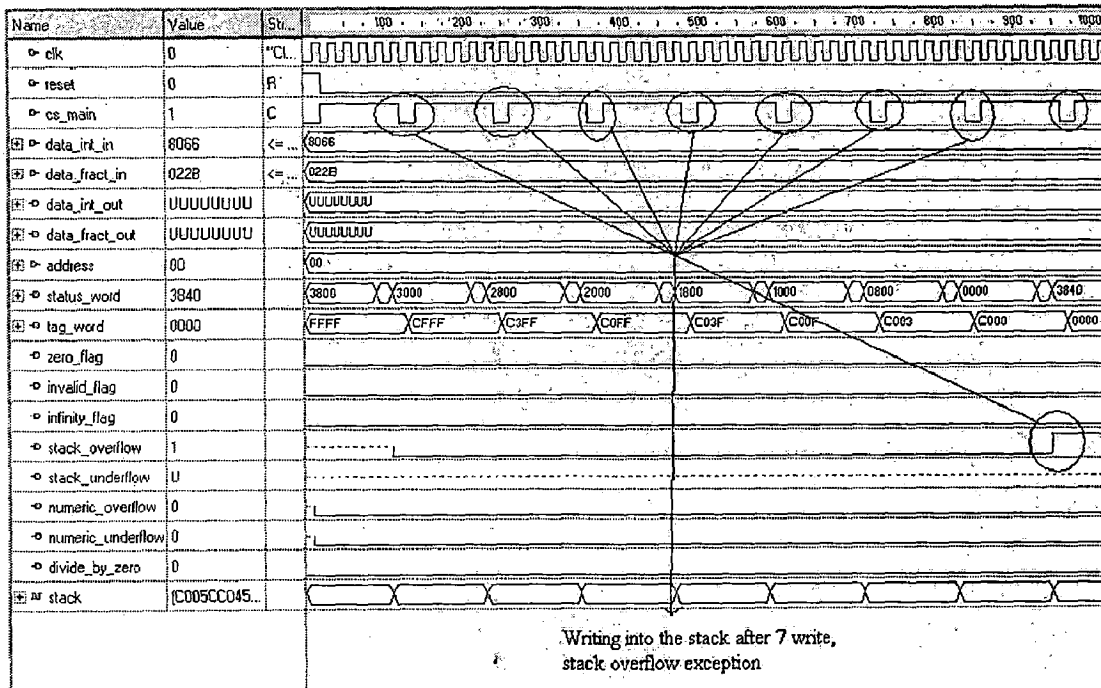 Name Value Sti... 100 200 300 400 500 600 700 800 900 1000
clk 0 "CL..
reset 0 R
cs_main 1 C
data_int_in 8066 <= ... 8066
data_fract_in 022B <= ... 022B
data_int_out UUUUUUUU UUUUUUUU
data_fract_out UUUUUUUU UUUUUUUU
address 00 00
status_word 3840 3800 3000 2800 2000 1800 1000 0800 0000 3840
tag_word 0000 FFFF CFFF C3FF C0FF C03F C00F C003 C000 0000
zero_flag 0
invalid_flag 0
infinity_flag 0
stack_overflow 1
stack_underflow U
numeric_overflow 0
numeric_underflow 0
divide_by_zero 0
stack (C005CC045...
Writing into the stack after 7 write,
stack overflow exception